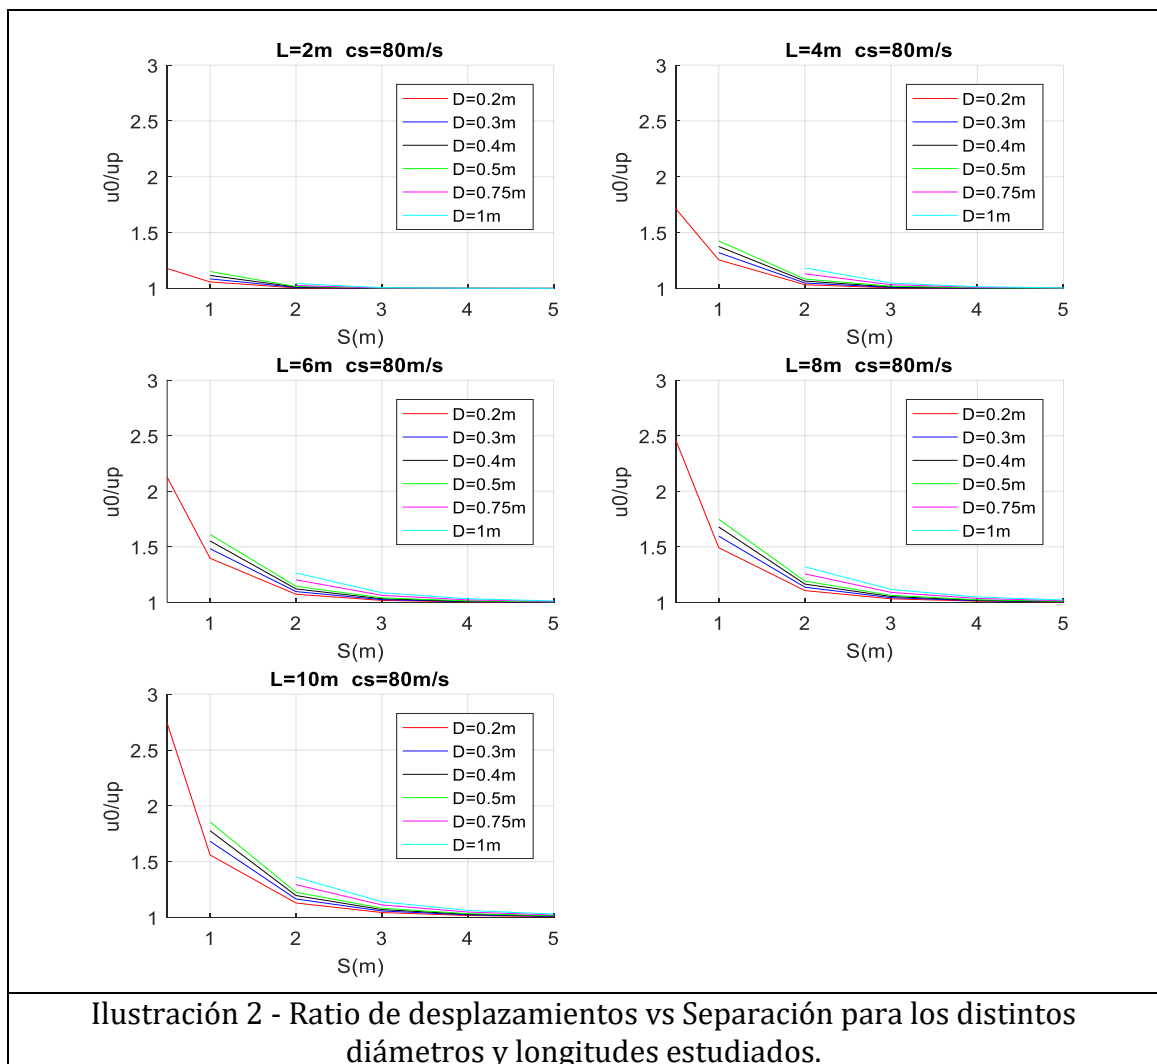 L=2m cs=80m/s
3
2.5
2
1.5
1
u0/up
D=0.2m
D=0.3m
D=0.4m
D=0.5m
D=0.75m
D=1m
1 2 3 4 5
S(m)
L=4m cs=80m/s
3
2.5
2
1.5
1
u0/up
D=0.2m
D=0.3m
D=0.4m
D=0.5m
D=0.75m
D=1m
1 2 3 4 5
S(m)
L=6m cs=80m/s
3
2.5
2
1.5
1
u0/up
D=0.2m
D=0.3m
D=0.4m
D=0.5m
D=0.75m
D=1m
1 2 3 4 5
S(m)
L=8m cs=80m/s
3
2.5
2
1.5
1
u0/up
D=0.2m
D=0.3m
D=0.4m
D=0.5m
D=0.75m
D=1m
1 2 3 4 5
S(m)
L=10m cs=80m/s
3
2.5
2
1.5
1
u0/up
D=0.2m
D=0.3m
D=0.4m
D=0.5m
D=0.75m
D=1m
1 2 3 4 5
S(m)
Ilustración 2 - Ratio de desplazamientos vs Separación para los distintos
diámetros y longitudes estudiados.